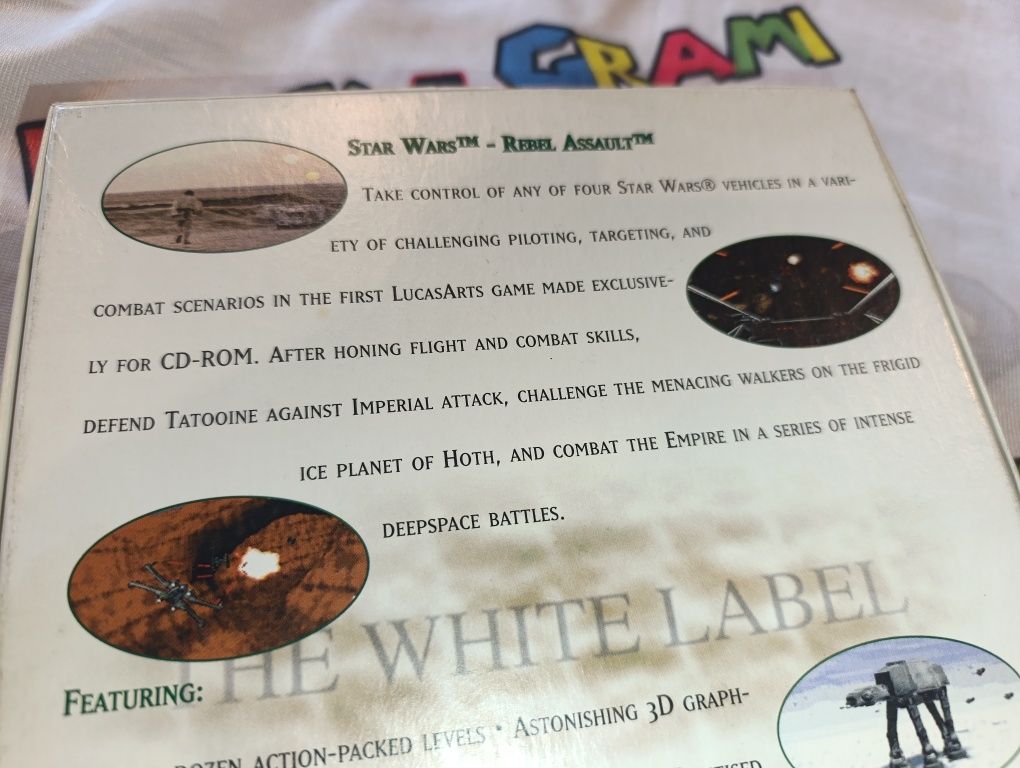 GRAM
STAR WARS™ - REBEL ASSAULT™
TAKE CONTROL OF ANY OF FOUR STAR WARS® VEHICLES IN A VARI-
ETY OF CHALLENGING PILOTING, TARGETING, AND
COMBAT SCENARIOS IN THE FIRST LUCASARTS GAME MADE EXCLUSIVE-
LY FOR CD-ROM. AFTER HONING FLIGHT AND COMBAT SKILLS,
DEFEND TATOOINE AGAINST IMPERIAL ATTACK, CHALLENGE THE MENACING WALKERS ON THE FRIGID
ICE PLANET OF HOTH, AND COMBAT THE EMPIRE IN A SERIES OF INTENSE
DEEPSPACE BATTLES.
HE WHITE LABEL
FEATURING:
DOZEN ACTION-PACKED LEVELS • ASTONISHING 3D GRAPH-